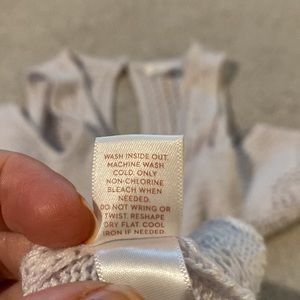 WASH INSIDE OUT.
MACHINE WASH
COLD. ONLY
NON-CHLORINE
BLEACH WHEN
NEEDED.
DO NOT WRING OR
TWIST. RESHAPE
DRY FLAT. COOL
IRON IF NEEDED.